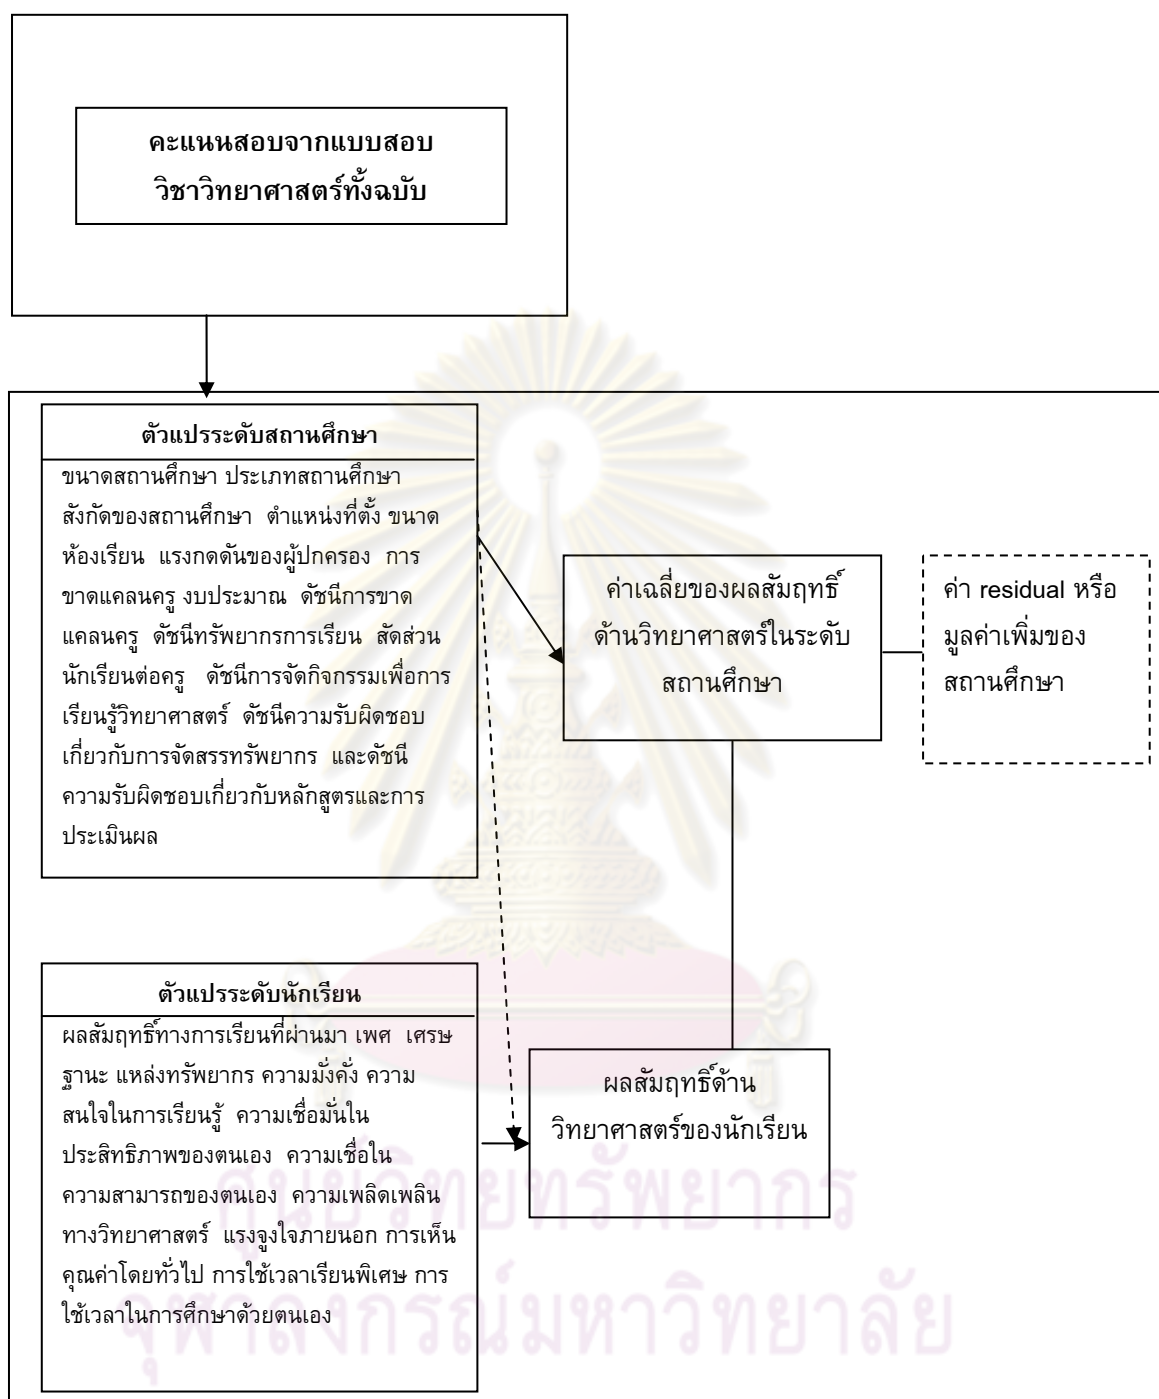 คะแนนสอบจากแบบสอบ
วิชาวิทยาศาสตร์ทั้งฉบับ
ตัวแปรระดับสถานศึกษา
ขนาดสถานศึกษา ประเภทสถานศึกษา
สังกัดของสถานศึกษา ตำแหน่งที่ตั้ง ขนาด
ห้องเรียน แรงกดดันของผู้ปกครอง การ
ขาดแคลนครู งบประมาณ ดัชนีการขาด
แคลนครู ดัชนีทรัพยากรการเรียน สัดส่วน
นักเรียนต่อครู ดัชนีการจัดกิจกรรมเพื่อการ
เรียนรู้วิทยาศาสตร์ ดัชนีความรับผิดชอบ
เกี่ยวกับการจัดสรรทรัพยากร และดัชนี
ความรับผิดชอบเกี่ยวกับหลักสูตรและการ
ประเมินผล
ค่าเฉลี่ยของผลสัมฤทธิ์
ด้านวิทยาศาสตร์ในระดับ
สถานศึกษา
ค่า residual หรือ
มูลค่าเพิ่มของ
สถานศึกษา
ตัวแปรระดับนักเรียน
ผลสัมฤทธิ์ทางการเรียนที่ผ่านมา เพศ เศรษ
ฐานะ แหล่งทรัพยากร ความมั่งคั่ง ความ
สนใจในการเรียนรู้ ความเชื่อมั่นใน
ประสิทธิภาพของตนเอง ความเชื่อใน
ความสามารถของตนเอง ความเพลิดเพลิน
ทางวิทยาศาสตร์ แรงจูงใจภายนอก การเห็น
คุณค่าโดยทั่วไป การใช้เวลาเรียนพิเศษ การ
ใช้เวลาในการศึกษาด้วยตนเอง
ผลสัมฤทธิ์ด้าน
วิทยาศาสตร์ของนักเรียน
ศูนย์วิทยทรัพยากร
จุฬาลงกรณ์มหาวิทยาลัย